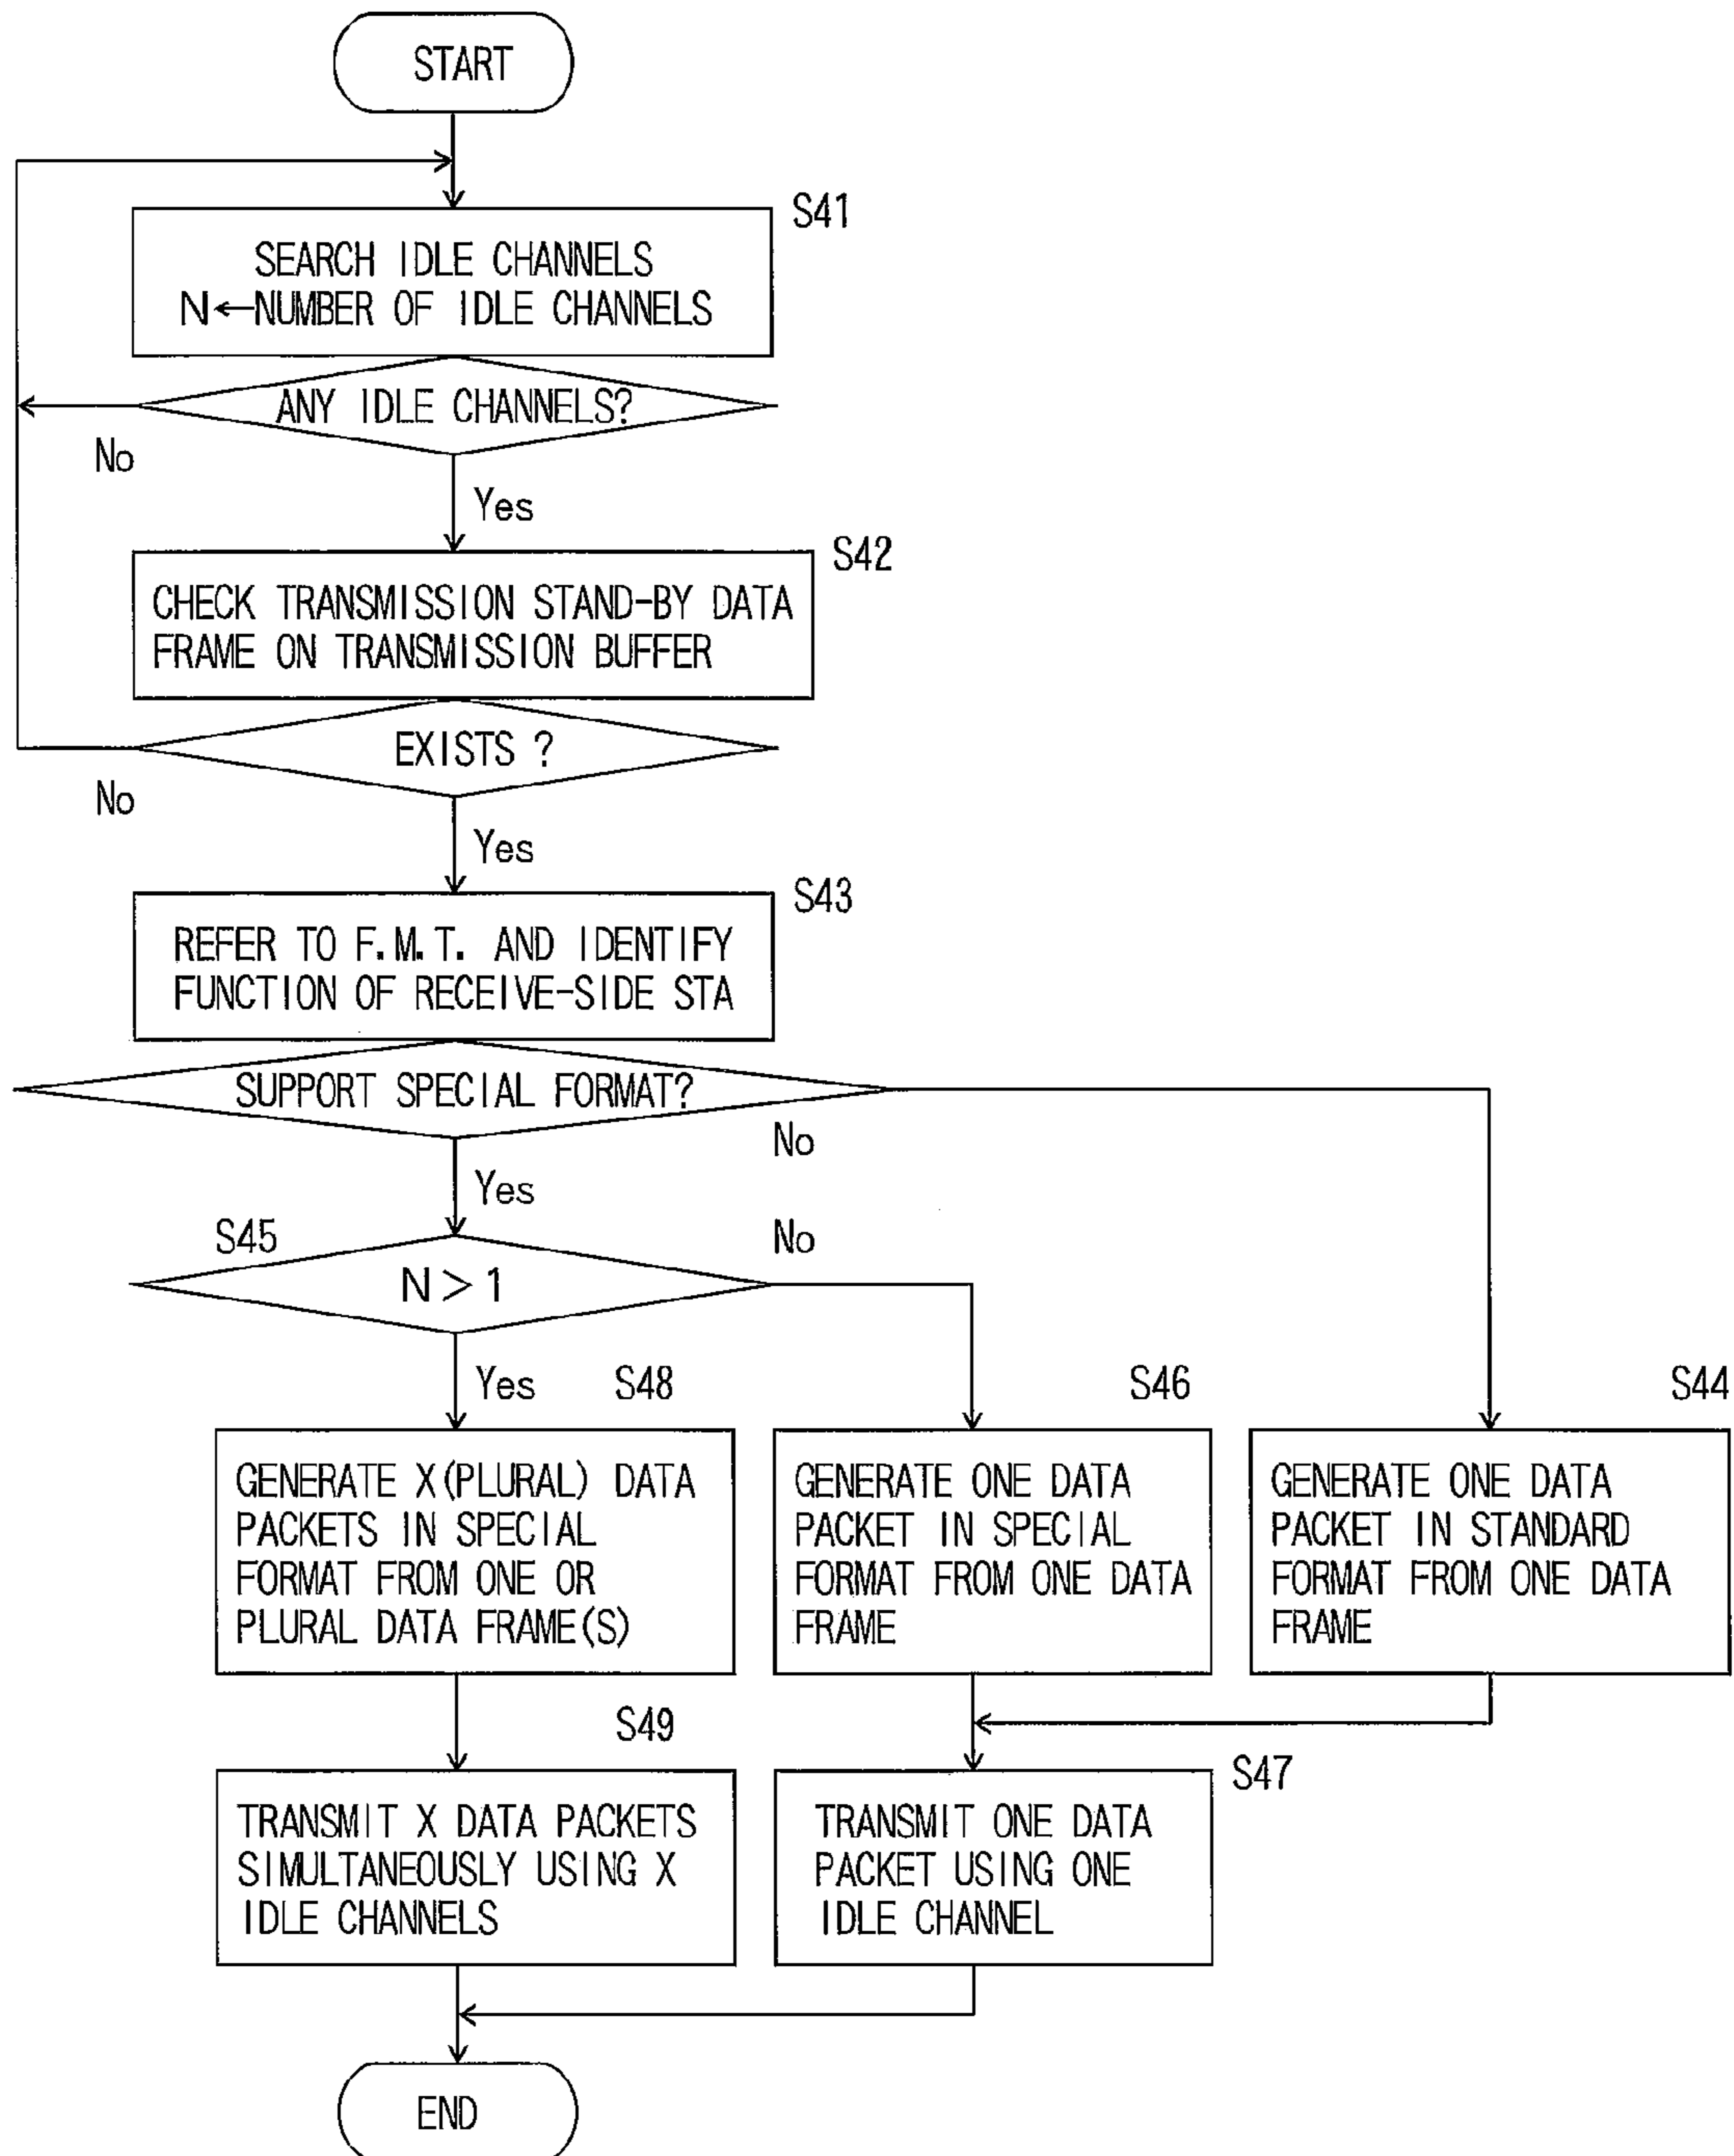 START
S41
SEARCH IDLE CHANNELS
N←NUMBER OF IDLE CHANNELS
ANY IDLE CHANNELS?
No
Yes
S42
CHECK TRANSMISSION STAND-BY DATA
FRAME ON TRANSMISSION BUFFER
EXISTS ?
No
Yes
S43
REFER TO F.M.T. AND IDENTIFY
FUNCTION OF RECEIVE-SIDE STA
SUPPORT SPECIAL FORMAT?
No
Yes
S45
No
N > 1
Yes
S48
GENERATE X(PLURAL) DATA
PACKETS IN SPECIAL
FORMAT FROM ONE OR
PLURAL DATA FRAME(S)
S46
GENERATE ONE DATA
PACKET IN SPECIAL
FORMAT FROM ONE DATA
FRAME
S44
GENERATE ONE DATA
PACKET IN STANDARD
FORMAT FROM ONE DATA
FRAME
S49
TRANSMIT X DATA PACKETS
SIMULTANEOUSLY USING X
IDLE CHANNELS
S47
TRANSMIT ONE DATA
PACKET USING ONE
IDLE CHANNEL
END